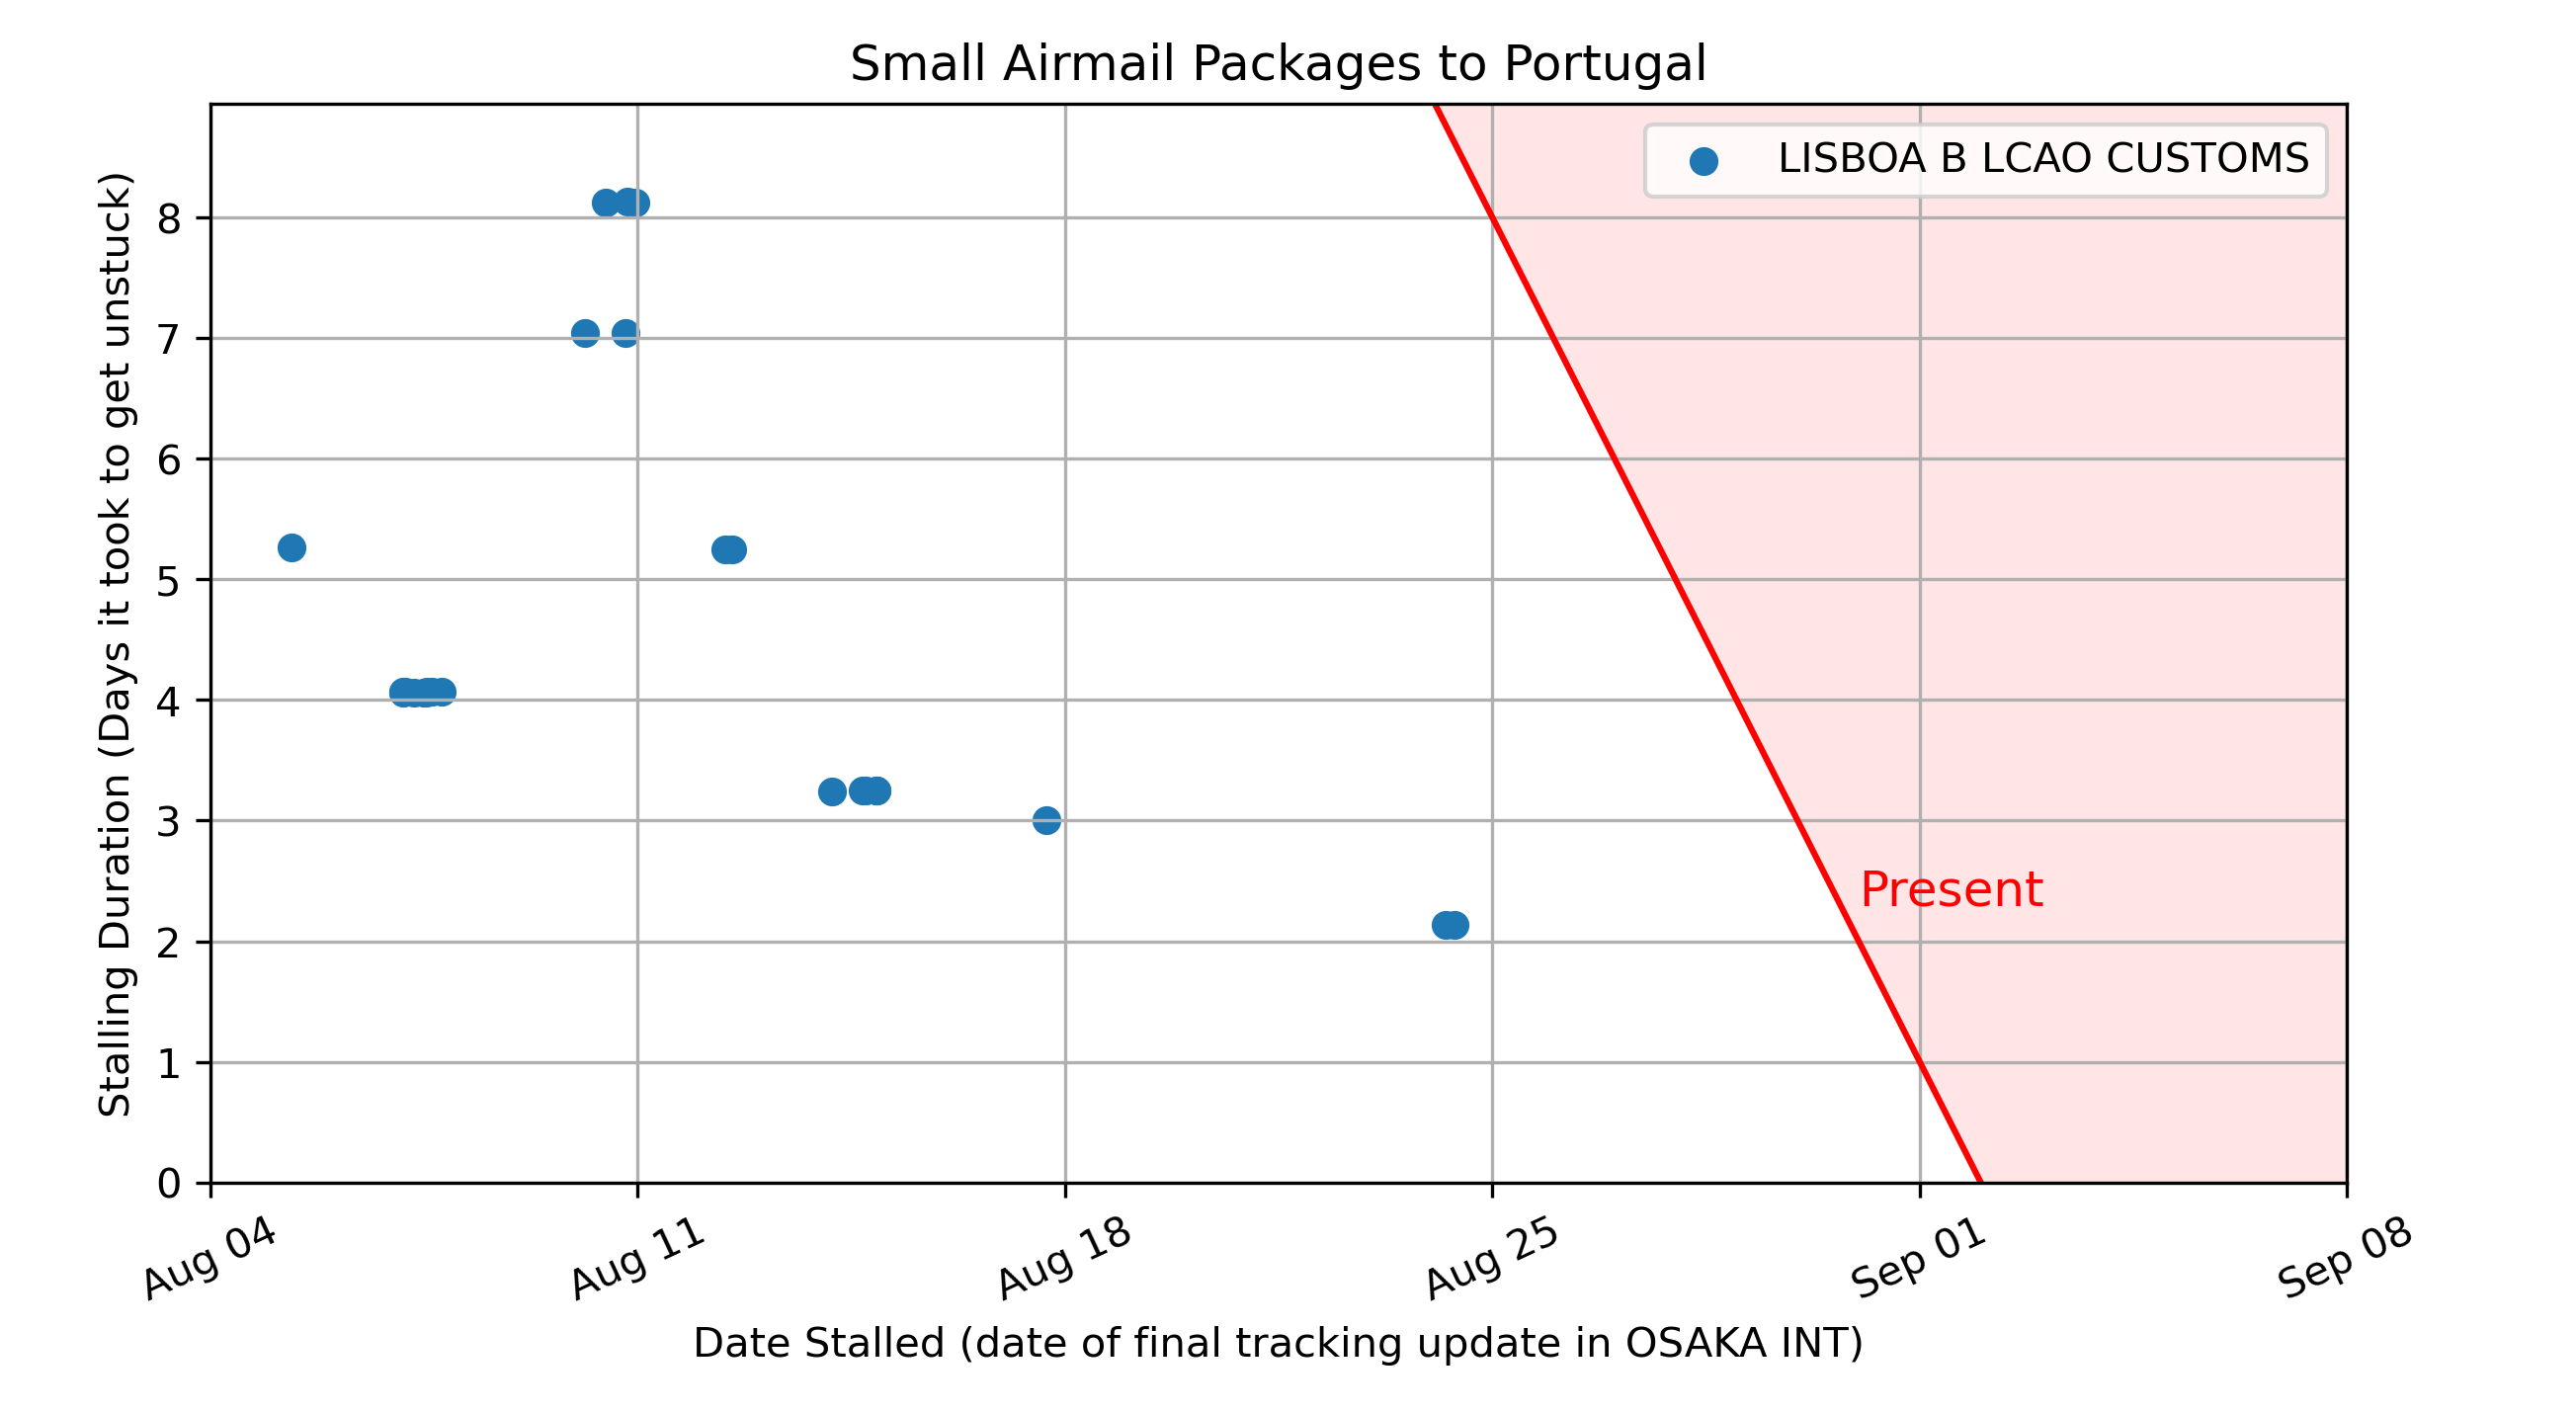 Small Airmail Packages to Portugal
LISBOA B LCAO CUSTOMS
Stalling Duration (Days it took to get unstuck)
8
7
6
5
4
3
2
1
0
Present
Aug 04
Aug 11
Aug 18
Aug 25
Sep 01
Sep 08
Date Stalled (date of final tracking update in OSAKA INT)